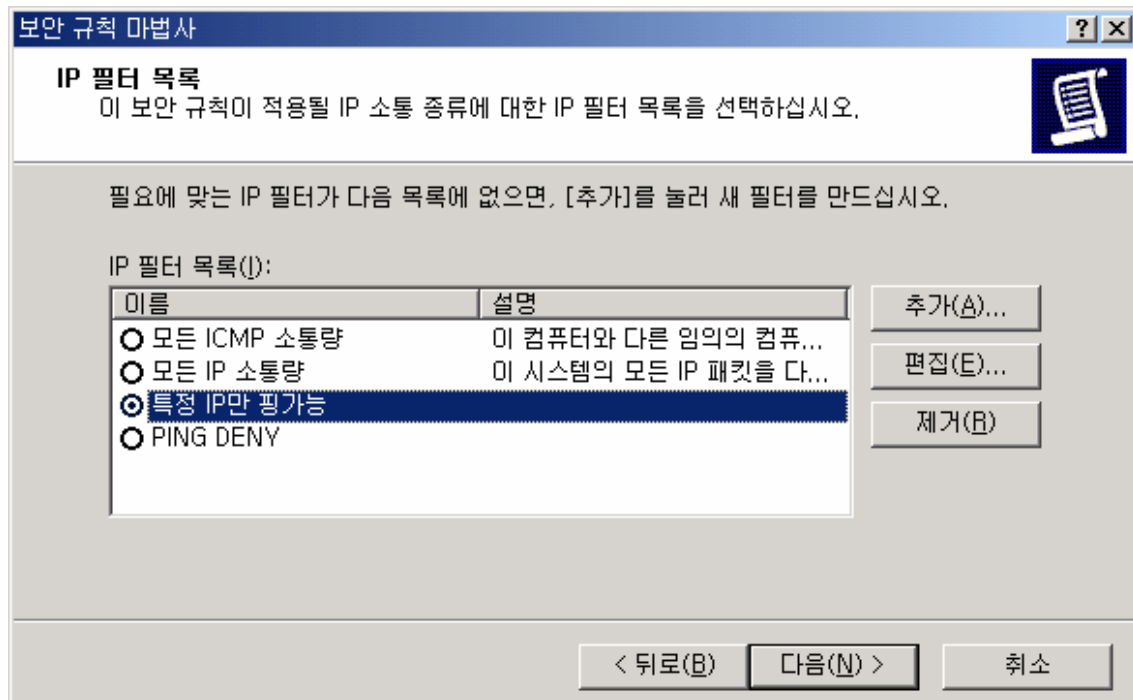 보안 규칙 마법사
IP 필터 목록
이 보안 규칙이 적용될 IP 소통 종류에 대한 IP 필터 목록을 선택하십시오.
필요에 맞는 IP 필터가 다음 목록에 없으면, [추가]를 눌러 새 필터를 만드십시오.
IP 필터 목록(I):
이름 설명
모든 ICMP 소통량 이 컴퓨터와 다른 임의의 컴퓨...
모든 IP 소통량 이 시스템의 모든 IP 패킷을 다...
특정 IP만 핑가능
PING DENY
추가(A)...
편집(E)...
제거(R)
< 뒤로(B) 다음(N) > 취소